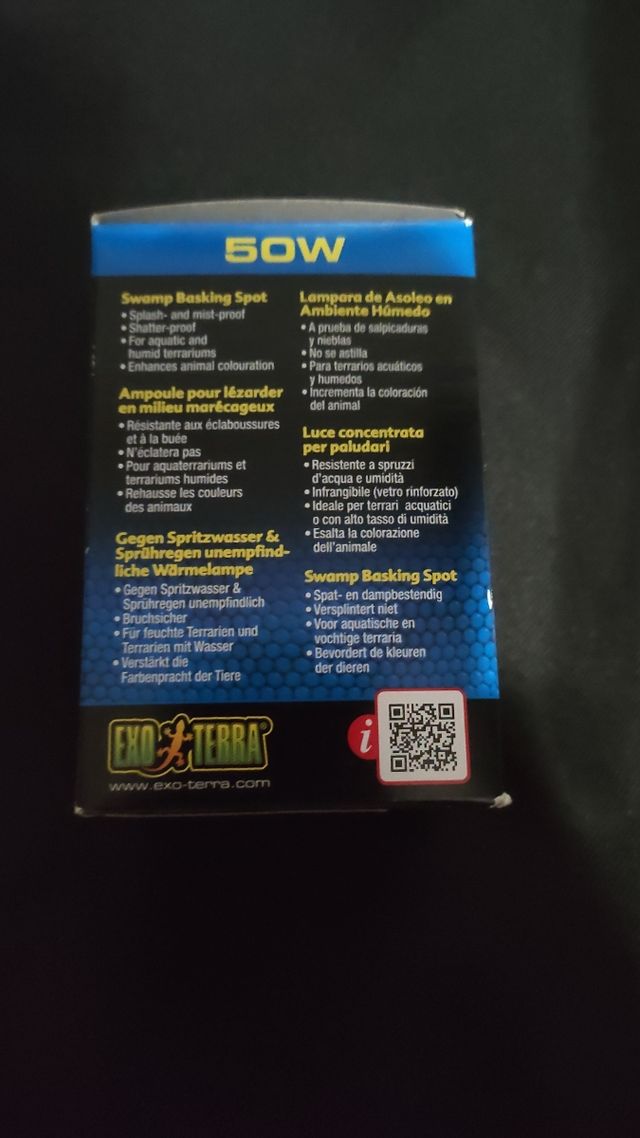 50W
Swamp Basking Spot
• Splash- and mist-proof
• Shatter-proof
• For aquatic and
humid terrariums
• Enhances animal colouration
Ampoule pour lézarder
en milieu marécageux
• Résistante aux éclaboussures
et à la buée
• N'éclatera pas
• Pour aquaterrariums et
terrariums humides
• Rehausse les couleurs
des animaux
Gegen Spritzwasser &
Sprühregen unempfind-
liche Wärmelampe
• Gegen Spritzwasser &
Sprühregen unempfindlich
• Bruchsicher
• Für feuchte Terrarien und
Terrarien mit Wasser
• Verstärkt die
Farbenpracht der Tiere
Lampara de Asoleo en
Ambiente Húmedo
• A prueba de salpicaduras
y nieblas
• No se astilla
• Para terrarios acuáticos
y humedos
• Incrementa la coloración
del animal
Luce concentrata
per paludari
• Resistente a spruzzi
d'acqua e umidità
• Infrangibile (vetro rinforzato)
• Ideale per terrari acquatici
o con alto tasso di umidità
• Esalta la colorazione
dell'animale
Swamp Basking Spot
• Spat- en dampbestendig
• Versplintert niet
• Voor aquatische en
vochtige terraria
• Bevordert de kleuren
der dieren
EXO TERRA®
www.exo-terra.com
i